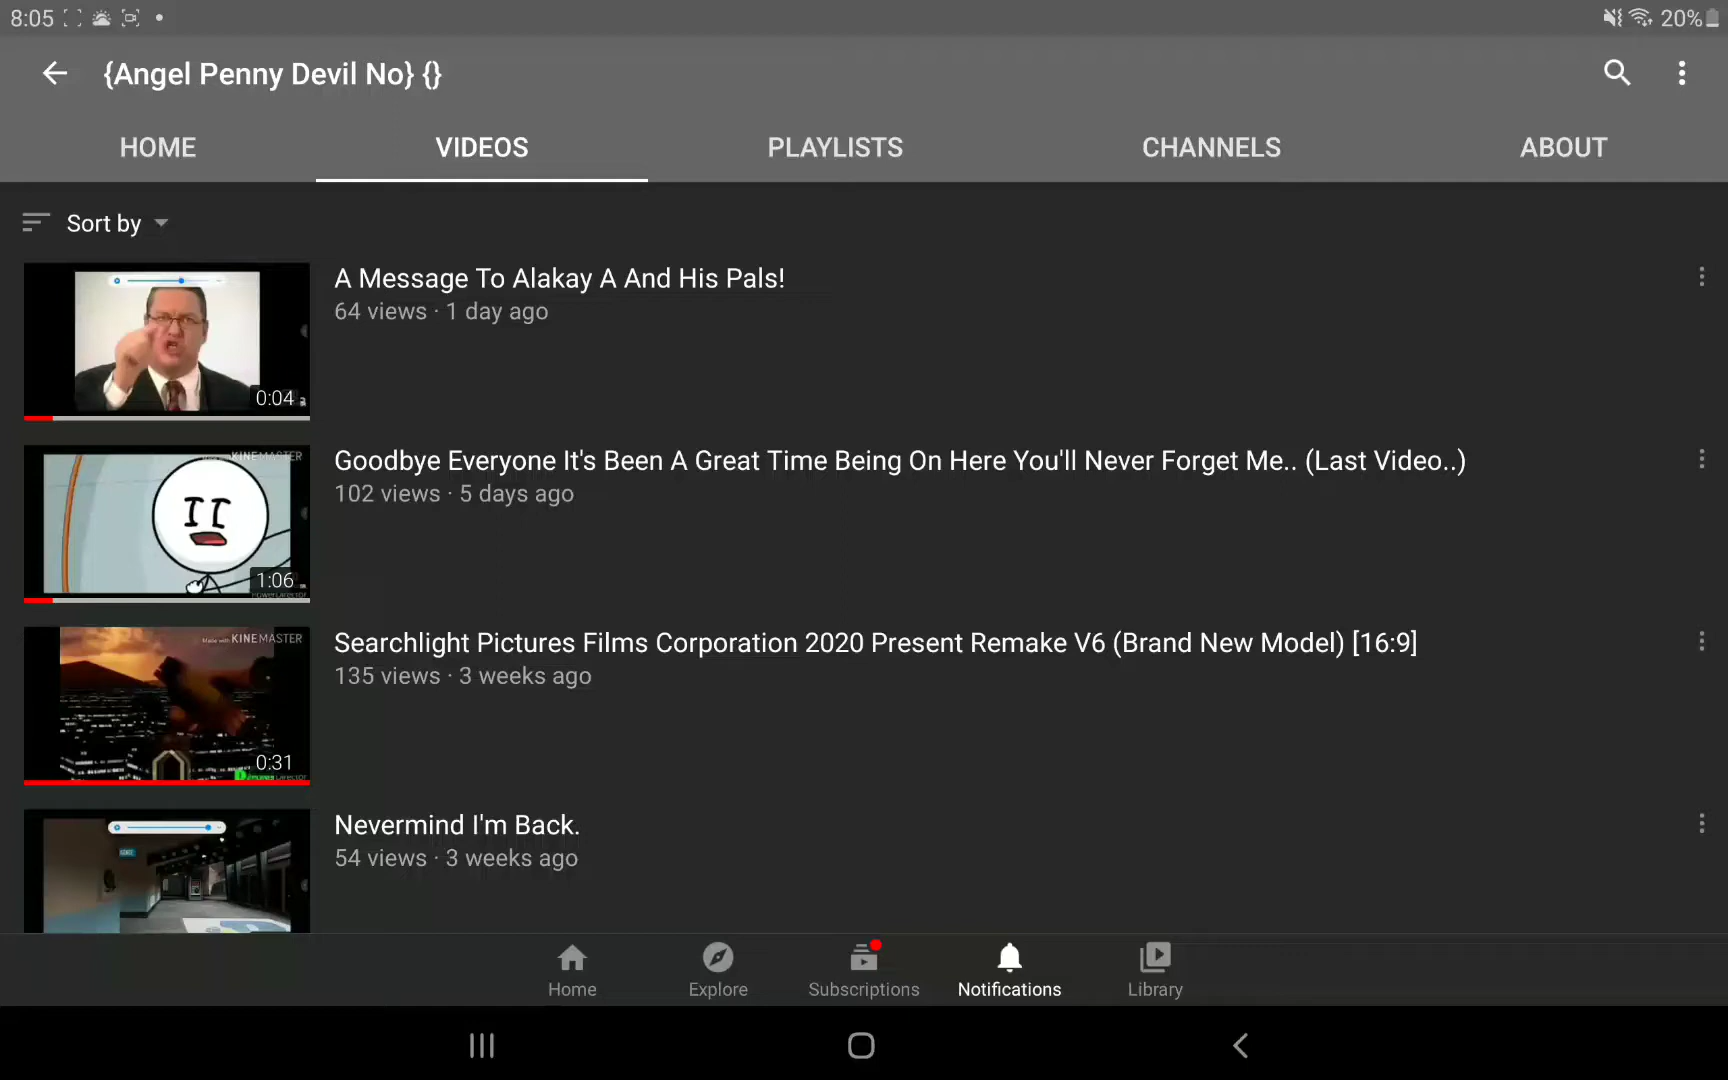 8:05
20%
{Angel Penny Devil No} {}
HOME
VIDEOS
PLAYLISTS
CHANNELS
ABOUT
Sort by
A Message To Alakay A And His Pals!
64 views · 1 day ago
0:04
KINEMASTER
Goodbye Everyone It's Been A Great Time Being On Here You'll Never Forget Me.. (Last Video..)
102 views · 5 days ago
1:06
PowerDirector
Made with KINEMASTER
Searchlight Pictures Films Corporation 2020 Present Remake V6 (Brand New Model) [16:9]
135 views · 3 weeks ago
0:31
Nevermind I'm Back.
54 views · 3 weeks ago
Home
Explore
Subscriptions
Notifications
Library